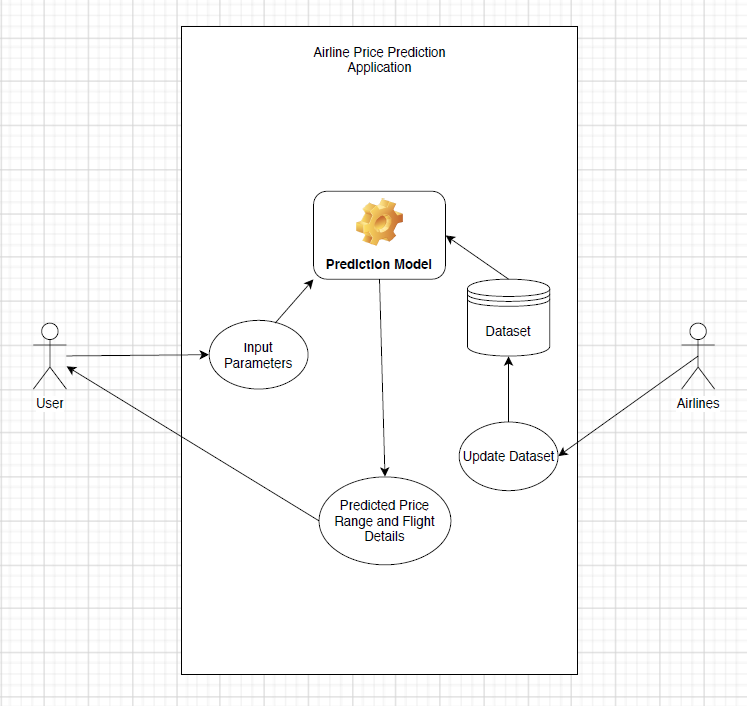 Airline Price Prediction
Application
Prediction Model
Dataset
Input
Parameters
User
Airlines
Update Dataset
Predicted Price
Range and Flight
Details